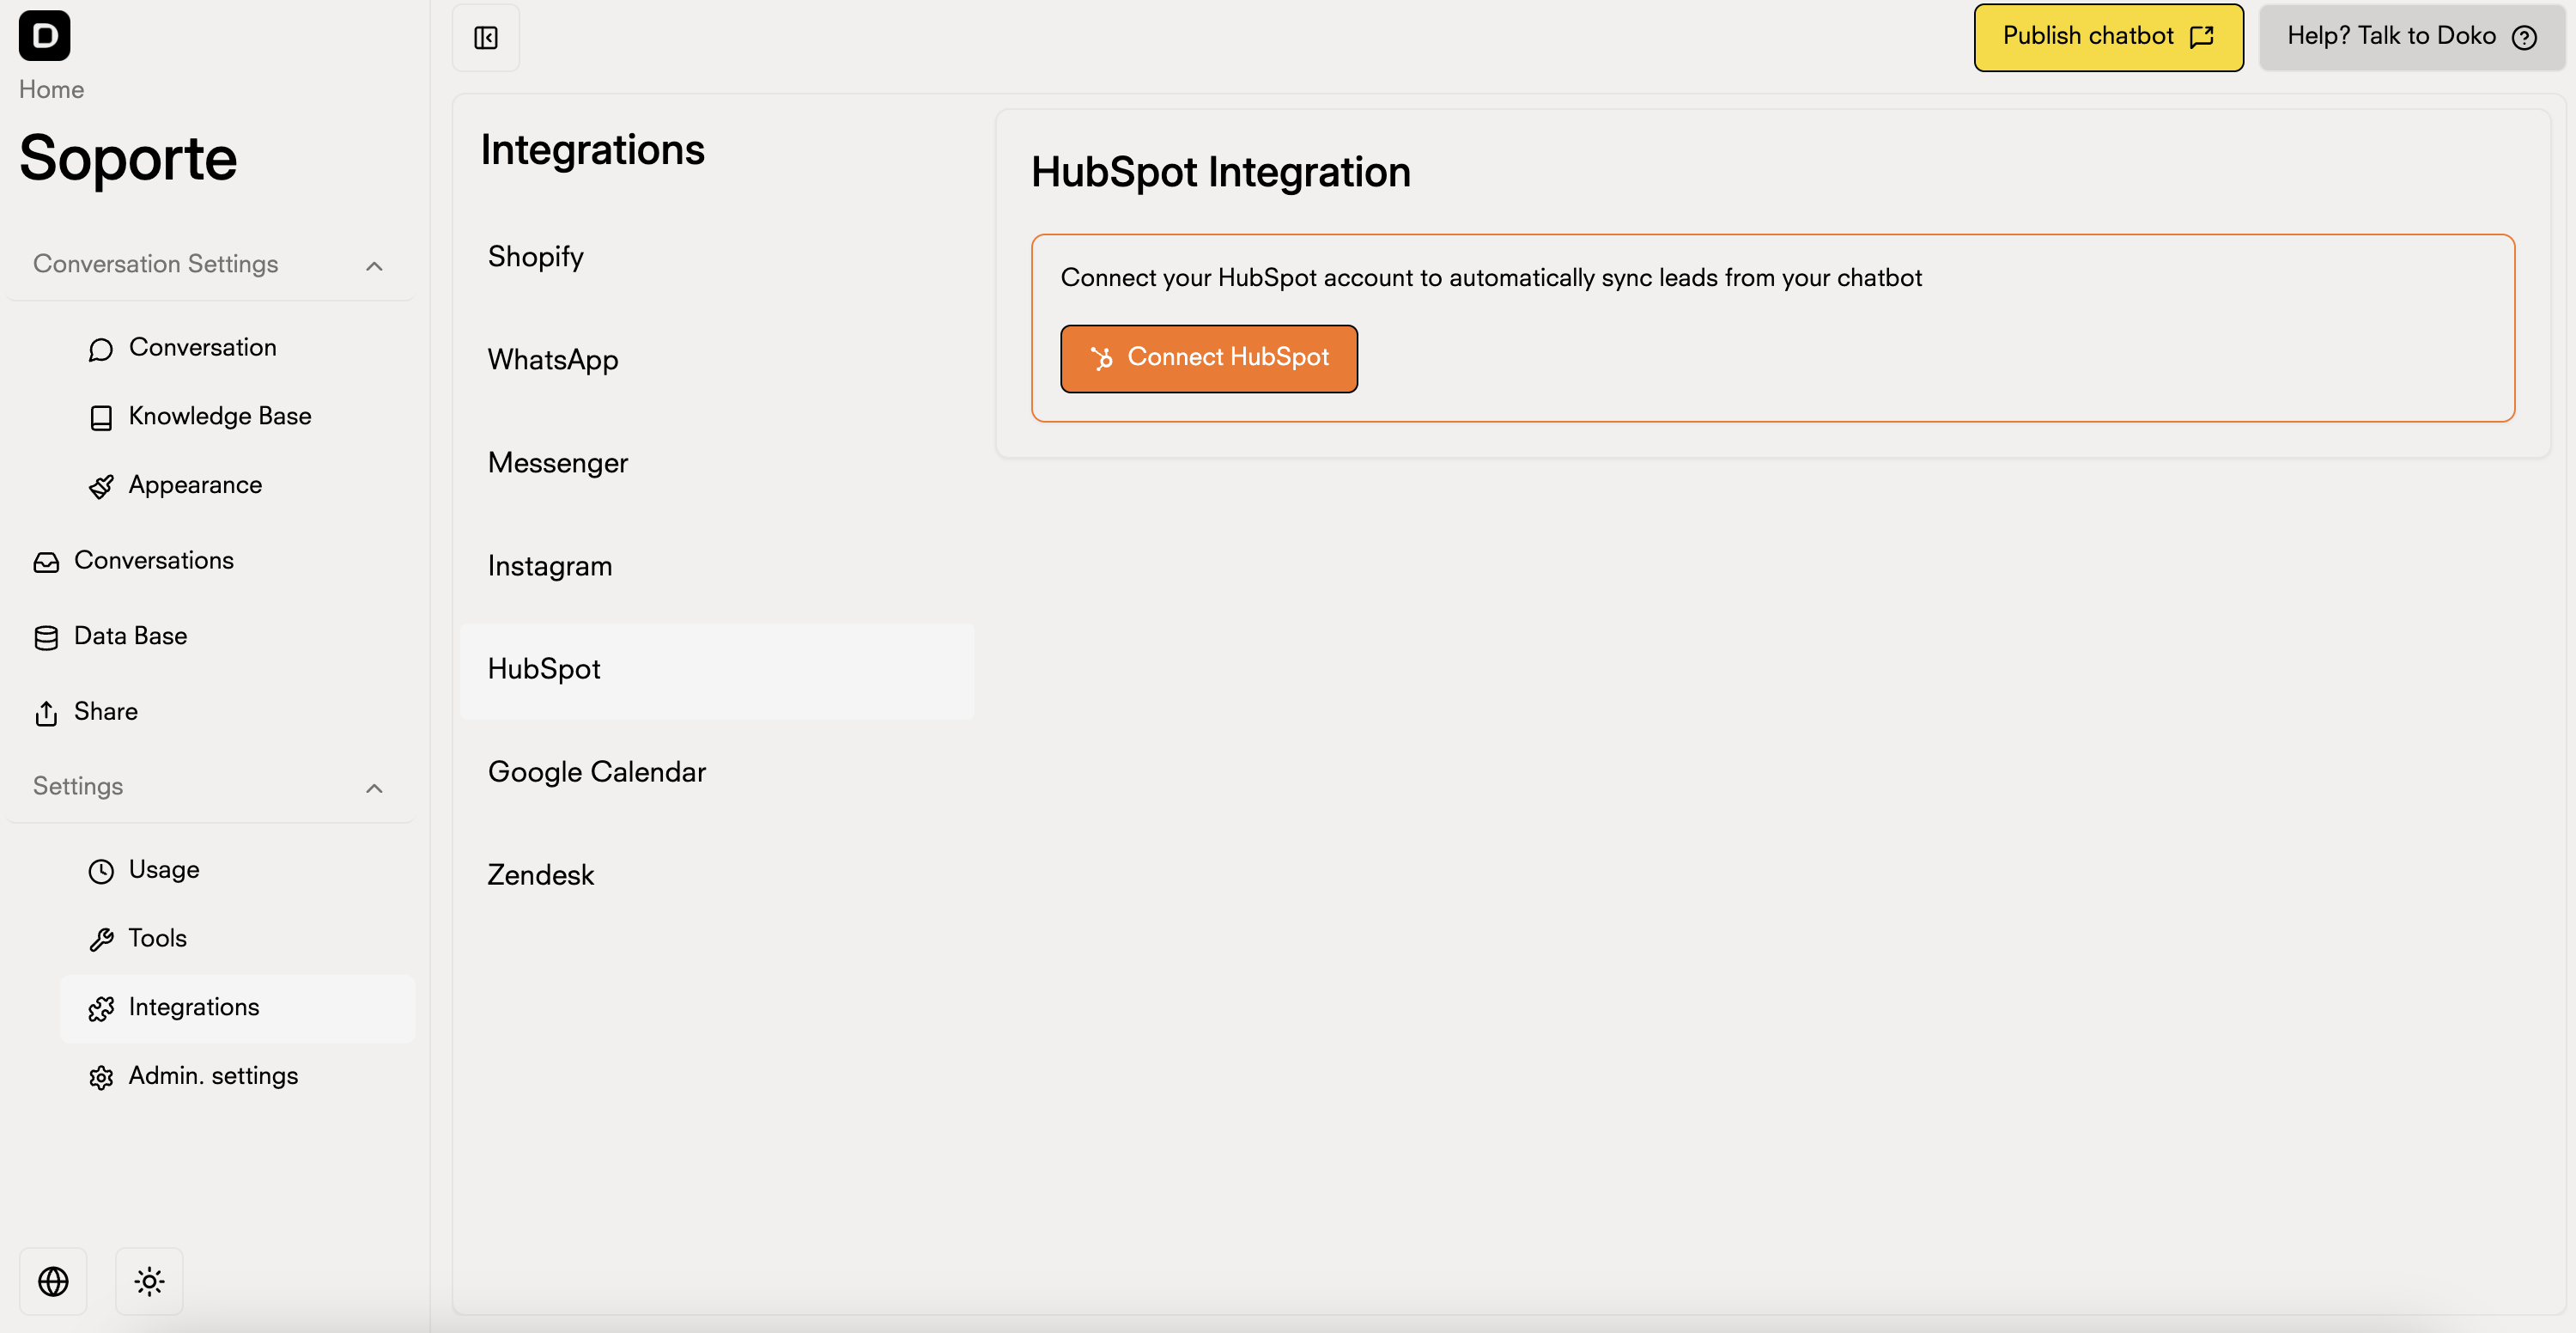 D
Home
Soporte
Conversation Settings
Conversation
Knowledge Base
Appearance
Conversations
Data Base
Share
Settings
Usage
Tools
Integrations
Admin. settings
Publish chatbot
Help? Talk to Doko
Integrations
Shopify
WhatsApp
Messenger
Instagram
HubSpot
Google Calendar
Zendesk
HubSpot Integration
Connect your HubSpot account to automatically sync leads from your chatbot
Connect HubSpot